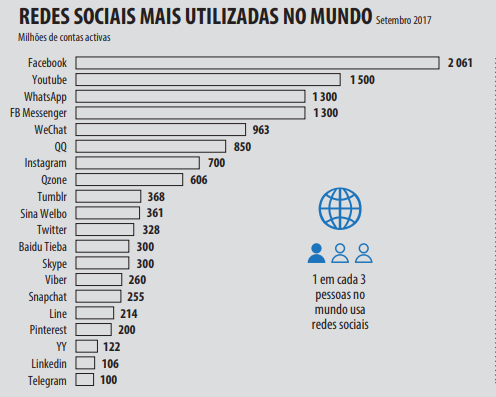 REDES SOCIAIS MAIS UTILIZADAS NO MUNDO Setembro 2017
Milhões de contas activas
Facebook 2 061
Youtube 1 500
WhatsApp 1 300
FB Messenger 1 300
WeChat 963
QQ 850
Instagram 700
Qzone 606
Tumblr 368
Sina Welbo 361
Twitter 328
Baidu Tieba 300
Skype 300
Viber 260
Snapchat 255
Line 214
Pinterest 200
YY 122
Linkedin 106
Telegram 100
1 em cada 3
pessoas no
mundo usa
redes sociais